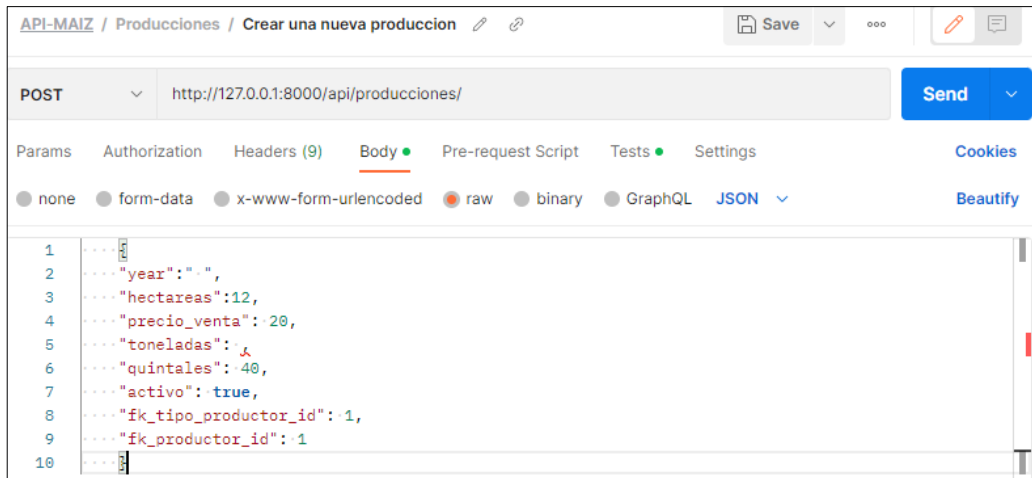 API-MAIZ / Producciones / Crear una nueva produccion Save ooo
POST http://127.0.0.1:8000/api/producciones/ Send
Params Authorization Headers (9) Body Pre-request Script Tests Settings Cookies
none form-data x-www-form-urlencoded raw binary GraphQL JSON Beautify
1 {
2 "year":" ",
3 "hectareas":12,
4 "precio_venta": 20,
5 "toneladas": ,
6 "quintales": 40,
7 "activo": true,
8 "fk_tipo_productor_id": 1,
9 "fk_productor_id": 1
10 }